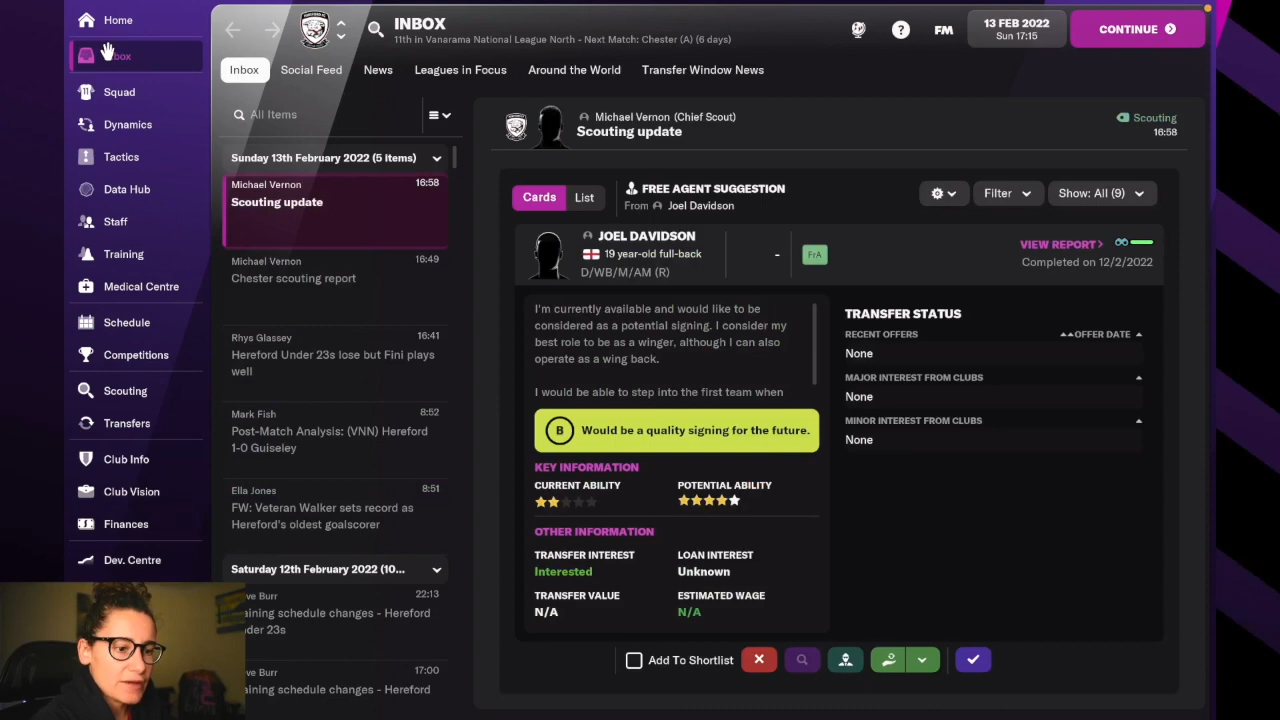 Home
Inbox
Squad
Dynamics
Tactics
Data Hub
Staff
Training
Medical Centre
Schedule
Competitions
Scouting
Transfers
Club Info
Club Vision
Finances
Dev. Centre
INBOX
11th in Vanarama National League North - Next Match: Chester (A) (6 days)
?
FM
13 FEB 2022
Sun 17:15
CONTINUE
Inbox
Social Feed
News
Leagues in Focus
Around the World
Transfer Window News
All Items
Sunday 13th February 2022 (5 items)
Michael Vernon 16:58
Scouting update
Michael Vernon 16:49
Chester scouting report
Rhys Glassey 16:41
Hereford Under 23s lose but Fini plays
well
Mark Fish 8:52
Post-Match Analysis: (VNN) Hereford
1-0 Guiseley
Ella Jones 8:51
FW: Veteran Walker sets record as
Hereford's oldest goalscorer
Saturday 12th February 2022 (10...
ve Burr 22:13
aining schedule changes - Hereford
nder 23s
ve Burr 17:00
aining schedule changes - Hereford
Michael Vernon (Chief Scout)
Scouting update
Scouting
16:58
Cards
List
FREE AGENT SUGGESTION
From Joel Davidson
Filter
Show: All (9)
JOEL DAVIDSON
19 year-old full-back
D/WB/M/AM (R)
-
FrA
VIEW REPORT >
Completed on 12/2/2022
I'm currently available and would like to be
considered as a potential signing. I consider my
best role to be as a winger, although I can also
operate as a wing back.
I would be able to step into the first team when
B Would be a quality signing for the future.
KEY INFORMATION
CURRENT ABILITY
POTENTIAL ABILITY
OTHER INFORMATION
TRANSFER INTEREST
Interested
LOAN INTEREST
Unknown
TRANSFER VALUE
N/A
ESTIMATED WAGE
N/A
TRANSFER STATUS
RECENT OFFERS
OFFER DATE
None
MAJOR INTEREST FROM CLUBS
None
MINOR INTEREST FROM CLUBS
None
Add To Shortlist